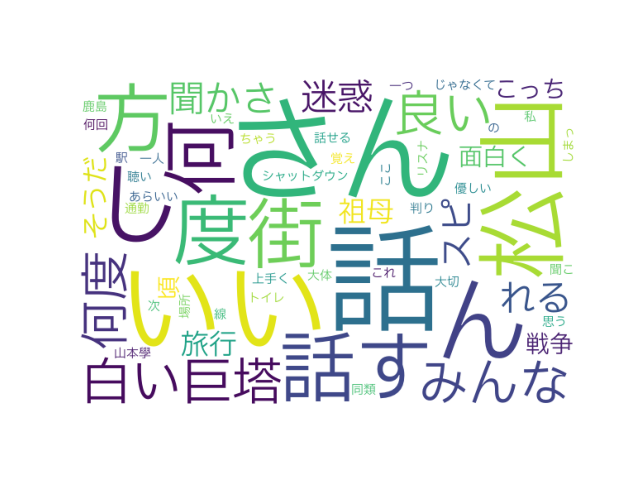 方
何
さん
聞かさ
迷惑
良い
こっち
じゃなくて
一つ
鹿島
何回
いえ
ちゃう
話せる
の
私
しまっ
面白く
松山
そうだ
駅
一人
聴い
あらいい
通勤
シャットダウン
覚え
ここ
リスナ
優しい
し
度
街
祖母
判り
スピ
何度
いい
話
ん
れる
聞こ
思う
頃
上手く
大体
これ
大切
トイレ
場所
次
線
旅行
山本學
白い巨塔
話す
同類
みんな
戦争